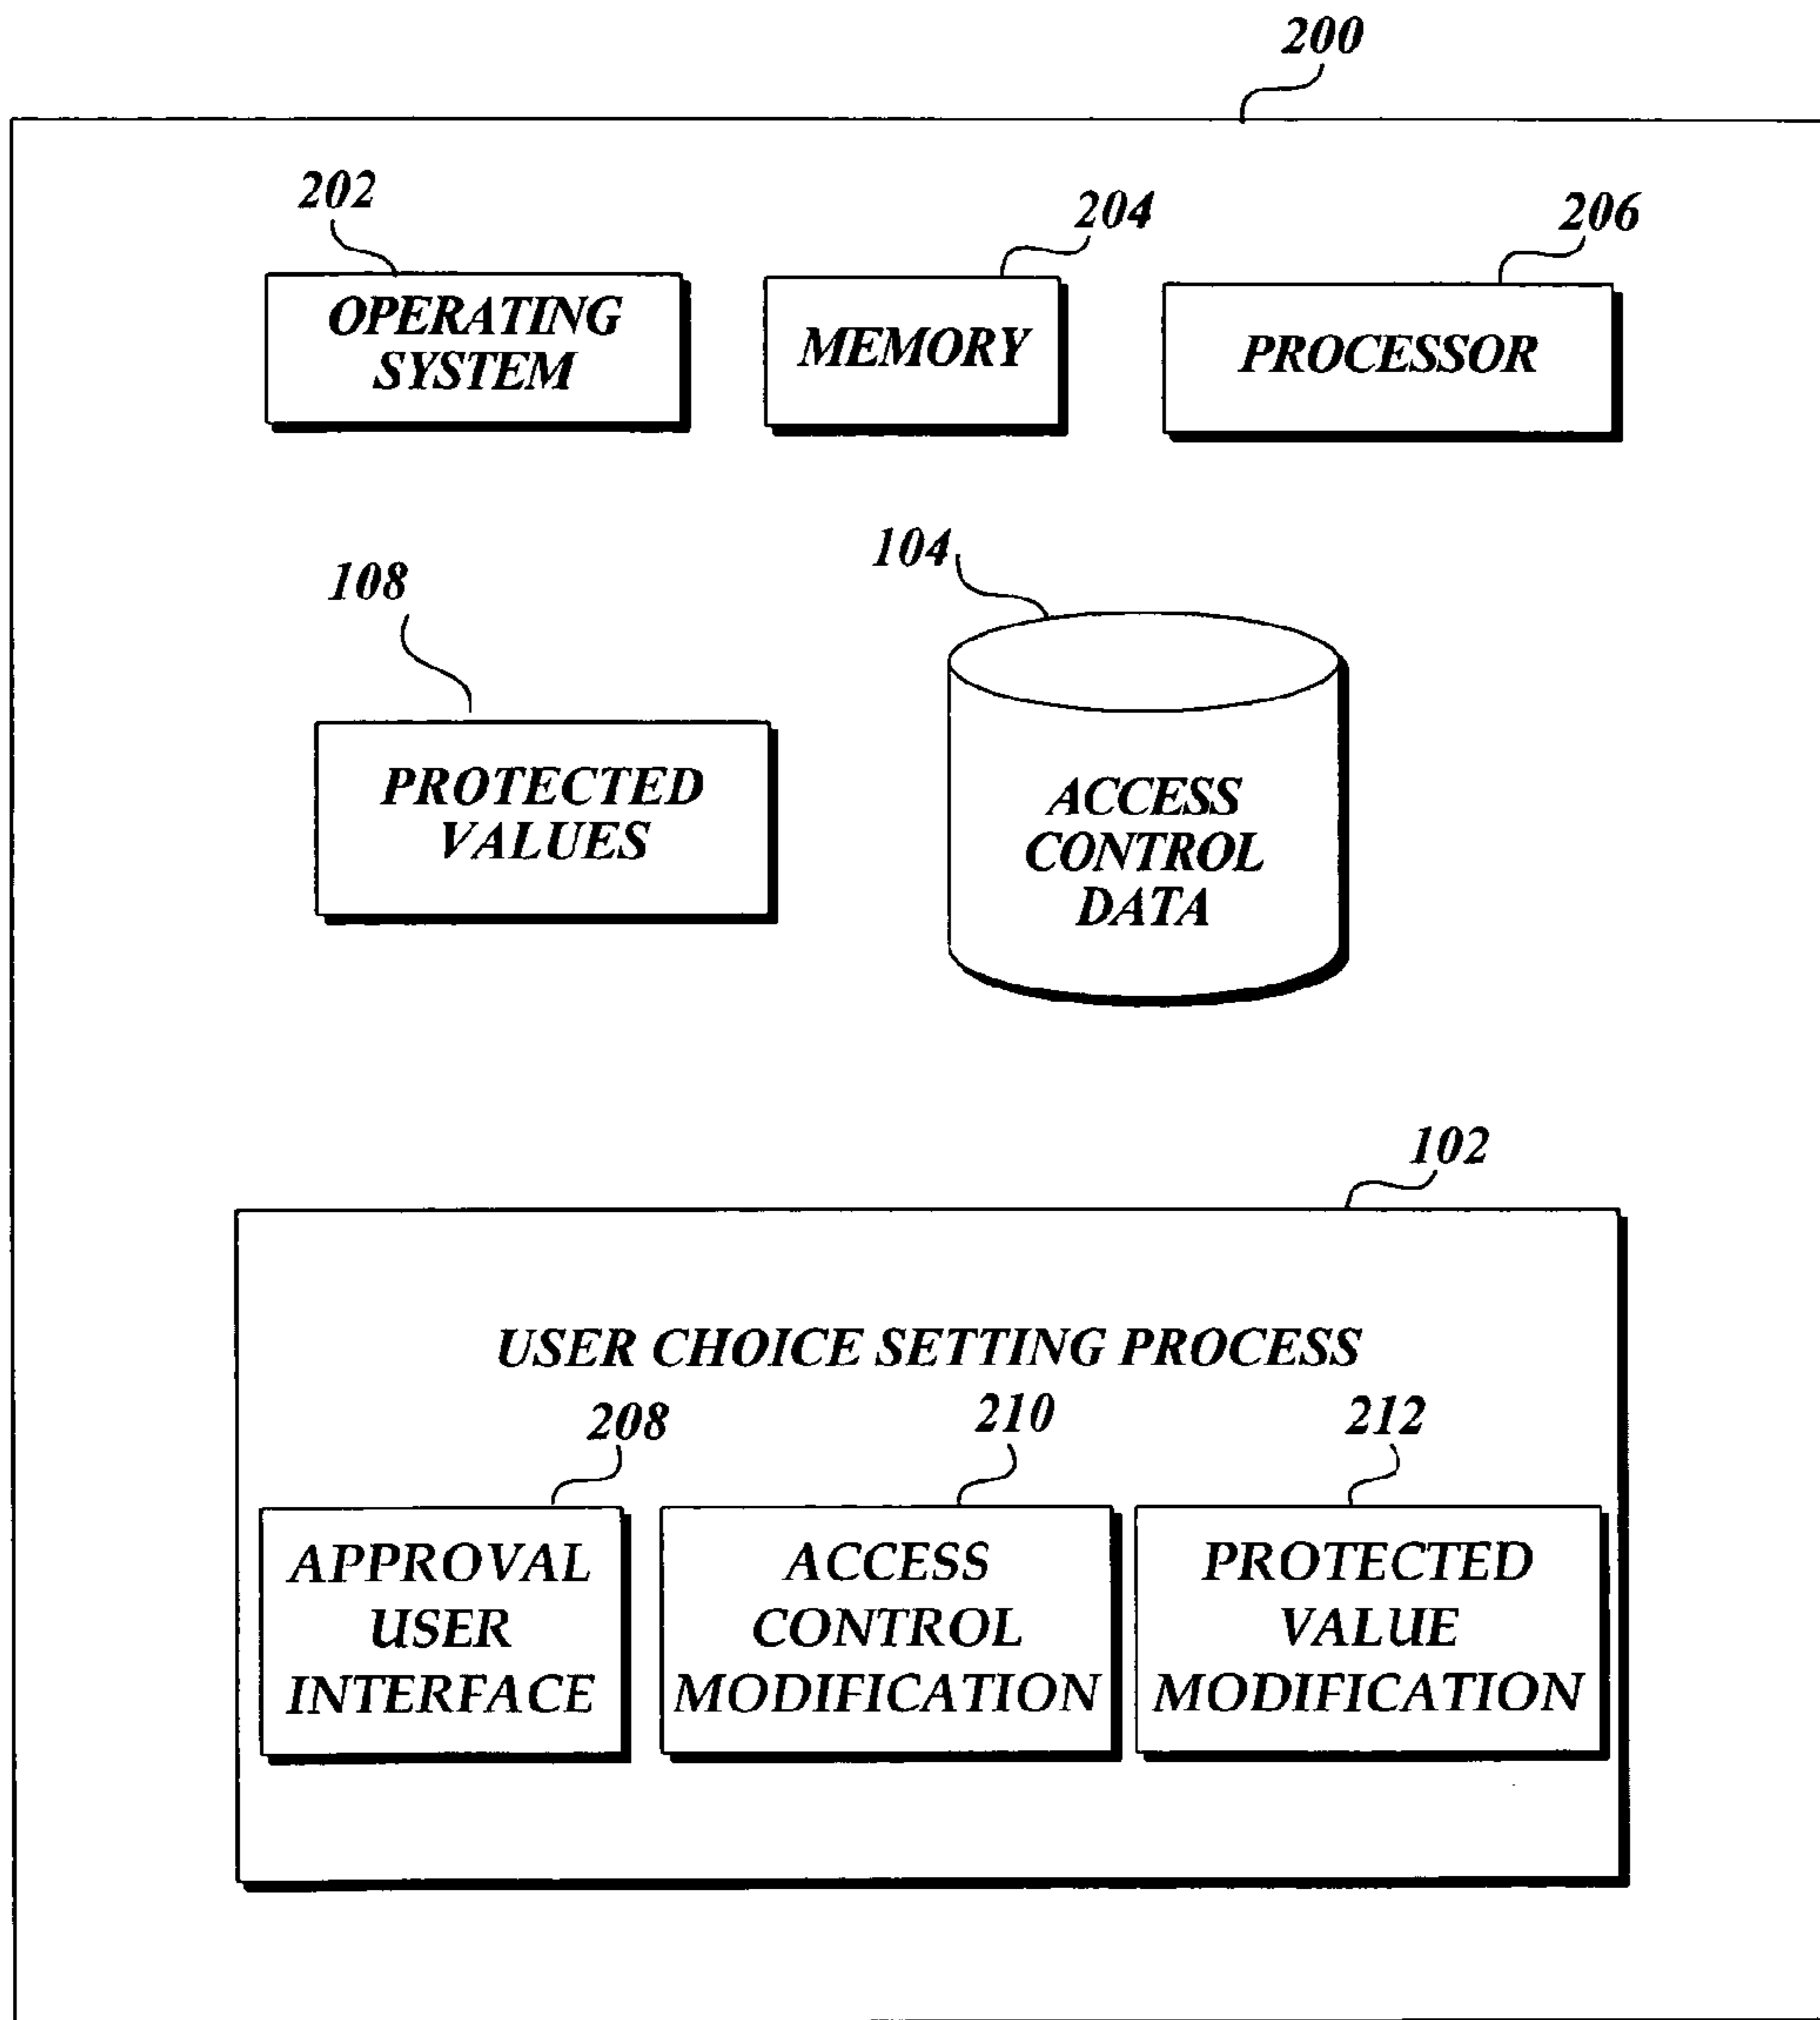 200
202
204
206
OPERATING
SYSTEM
MEMORY
PROCESSOR
108
104
PROTECTED
VALUES
ACCESS
CONTROL
DATA
102
USER CHOICE SETTING PROCESS
208
210
212
APPROVAL
USER
INTERFACE
ACCESS
CONTROL
MODIFICATION
PROTECTED
VALUE
MODIFICATION